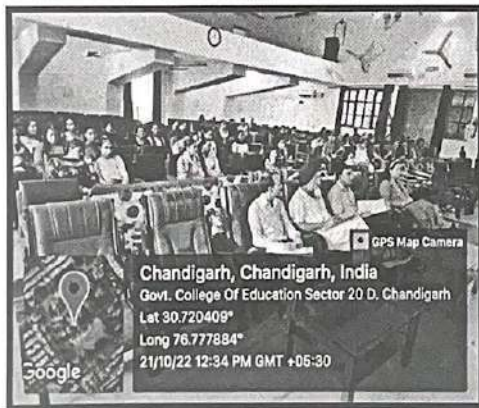 GPS Map Camera
Chandigarh, Chandigarh, India
Govt. College Of Education Sector 20 D. Chandigarh
Lat 30.720409°
Long 76.777884°
21/10/22 12:34 PM GMT +05:30
Google